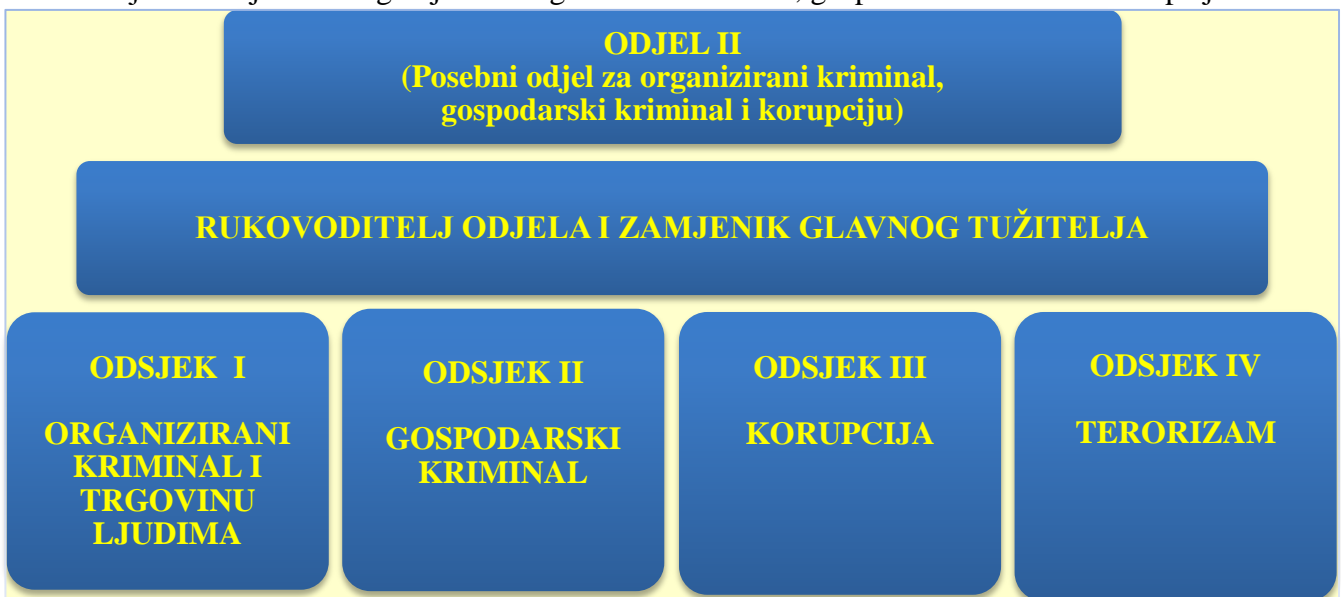 ODJEL II
(Posebni odjel za organizirani kriminal,
gospodarski kriminal i korupciju)
RUKOVODITELJ ODJELA I ZAMJENIK GLAVNOG TUŽITELJA
ODSJEK I
ORGANIZIRANI
KRIMINAL I
TRGOVINU
LJUDIMA
ODSJEK II
GOSPODARSKI
KRIMINAL
ODSJEK III
KORUPCIJA
ODSJEK IV
TERORIZAM